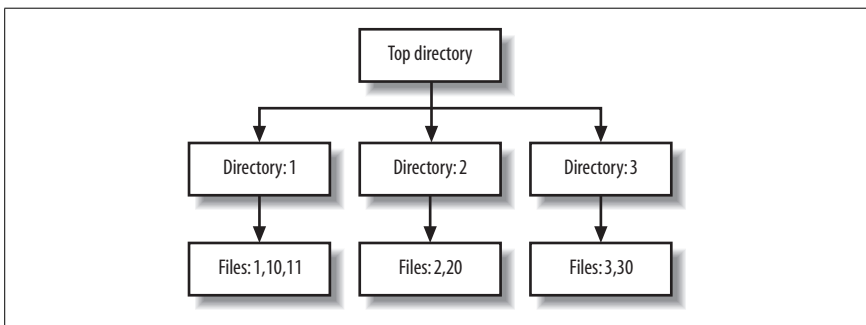 Top directory
Directory: 1
Directory: 2
Directory: 3
Files: 1,10,11
Files: 2,20
Files: 3,30